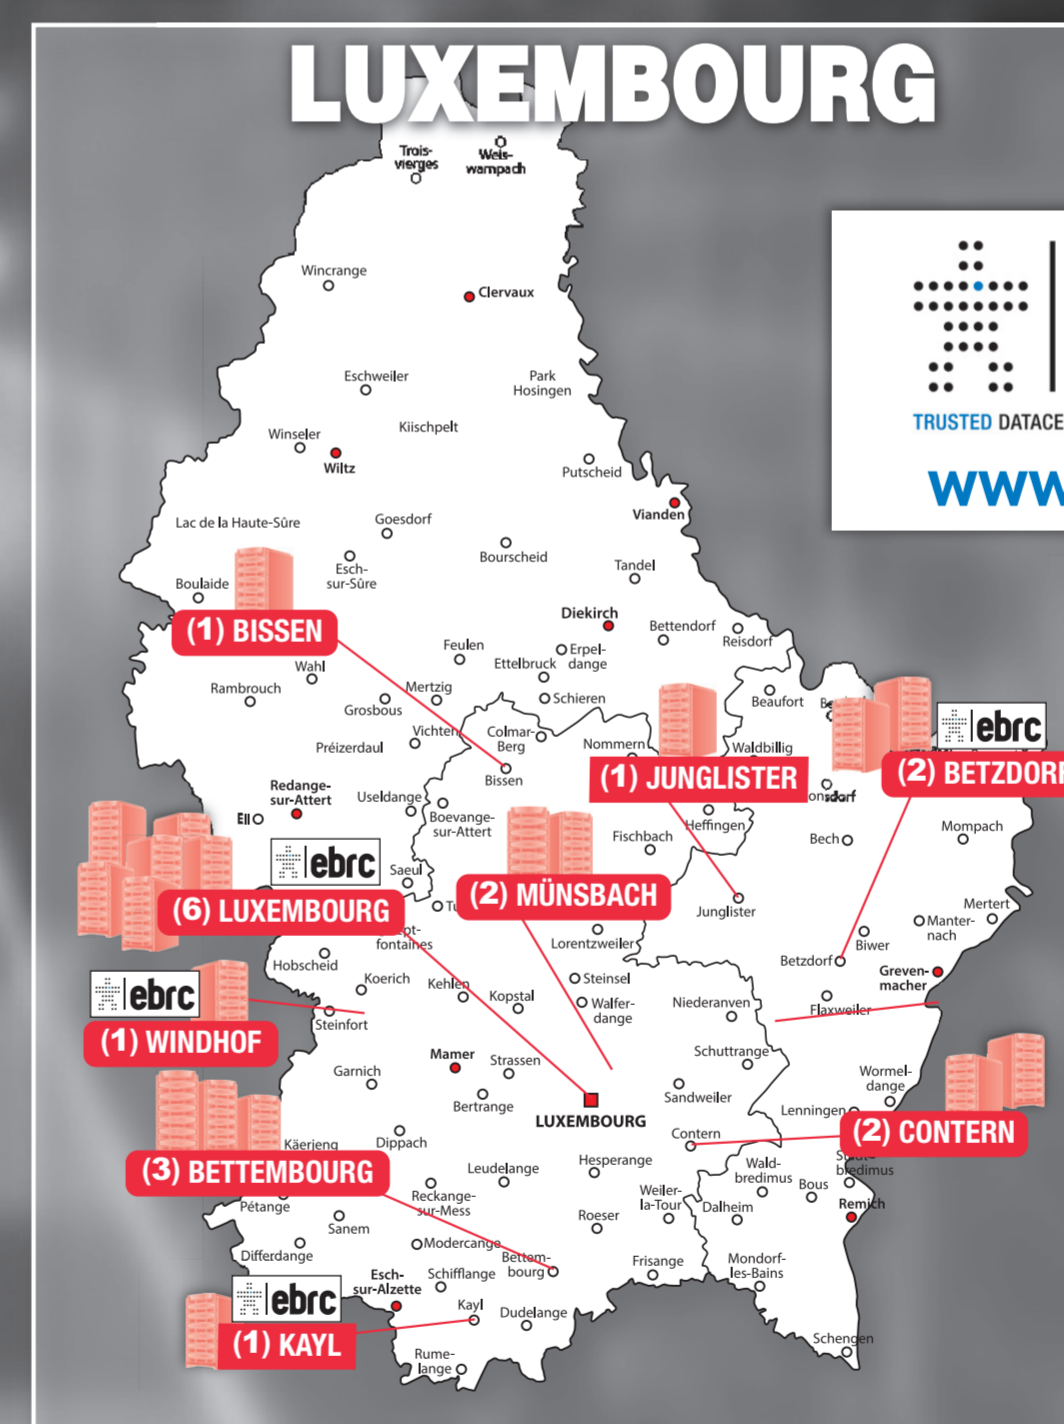 LUXEMBOURG
Trois-
vierges
Weis-
wampach
Wincrange
Clervaux
TRUSTED DATACE
www
Eschweiler
Park
Hosingen
Kiischpelt
Winseler
Wiltz
Putscheid
Vianden
Lac de la Haute-Sûre
Goesdorf
Bourscheid
Esch-
sur-Sûre
Tandel
Boulaide
Diekirch
(1) BISSEN
Bettendorf
Reisdorf
Feulen
Erpel-
dange
Ettelbruck
Wahl
Rambrouch
Mertzig
Grosbous
Schieren
Beaufort
Vichten
Colmar-
Berg
Préizerdaul
Nommern
Waldbillig
ebrc
(2) BETZDORF
Bissen
(1) JUNGLISTER
Redange-
sur-Attert
Useldange
Ell
Boevange-
sur-Attert
Heffingen
Fischbach
Bech
Mompach
ebrc
Saeul
(2) MÜNSBACH
(6) LUXEMBOURG
Junglister
Mertert
Manter-
nach
fontaines
Lorentzweiler
Biwer
Betzdorf
Hobscheid
Greven-
macher
Koerich
Kehlen
Steinsel
ebrc
Kopstal
Walfer-
dange
Niederanven
Flaxweiler
Steinfort
(1) WINDHOF
Mamer
Strassen
Schuttrange
Garnich
Wormel-
dange
Bertrange
Sandweiler
LUXEMBOURG
Lenningen
(2) CONTERN
Contern
Käerjeng
Dippach
(3) BETTEMBOURG
Leudelange
Hesperange
Wald-
bredimus
bredimus
Bous
Reckange-
sur-Mess
Weiler-
la-Tour
Dalheim
Remich
Pétange
Sanem
Roeser
Differdange
Modercange
Bettem-
bourg
Frisange
Mondorf-
les-Bains
Esch-
sur-Alzette
Schifflange
ebrc
Kayl
Dudelange
(1) KAYL
Schengen
Rume-
lange